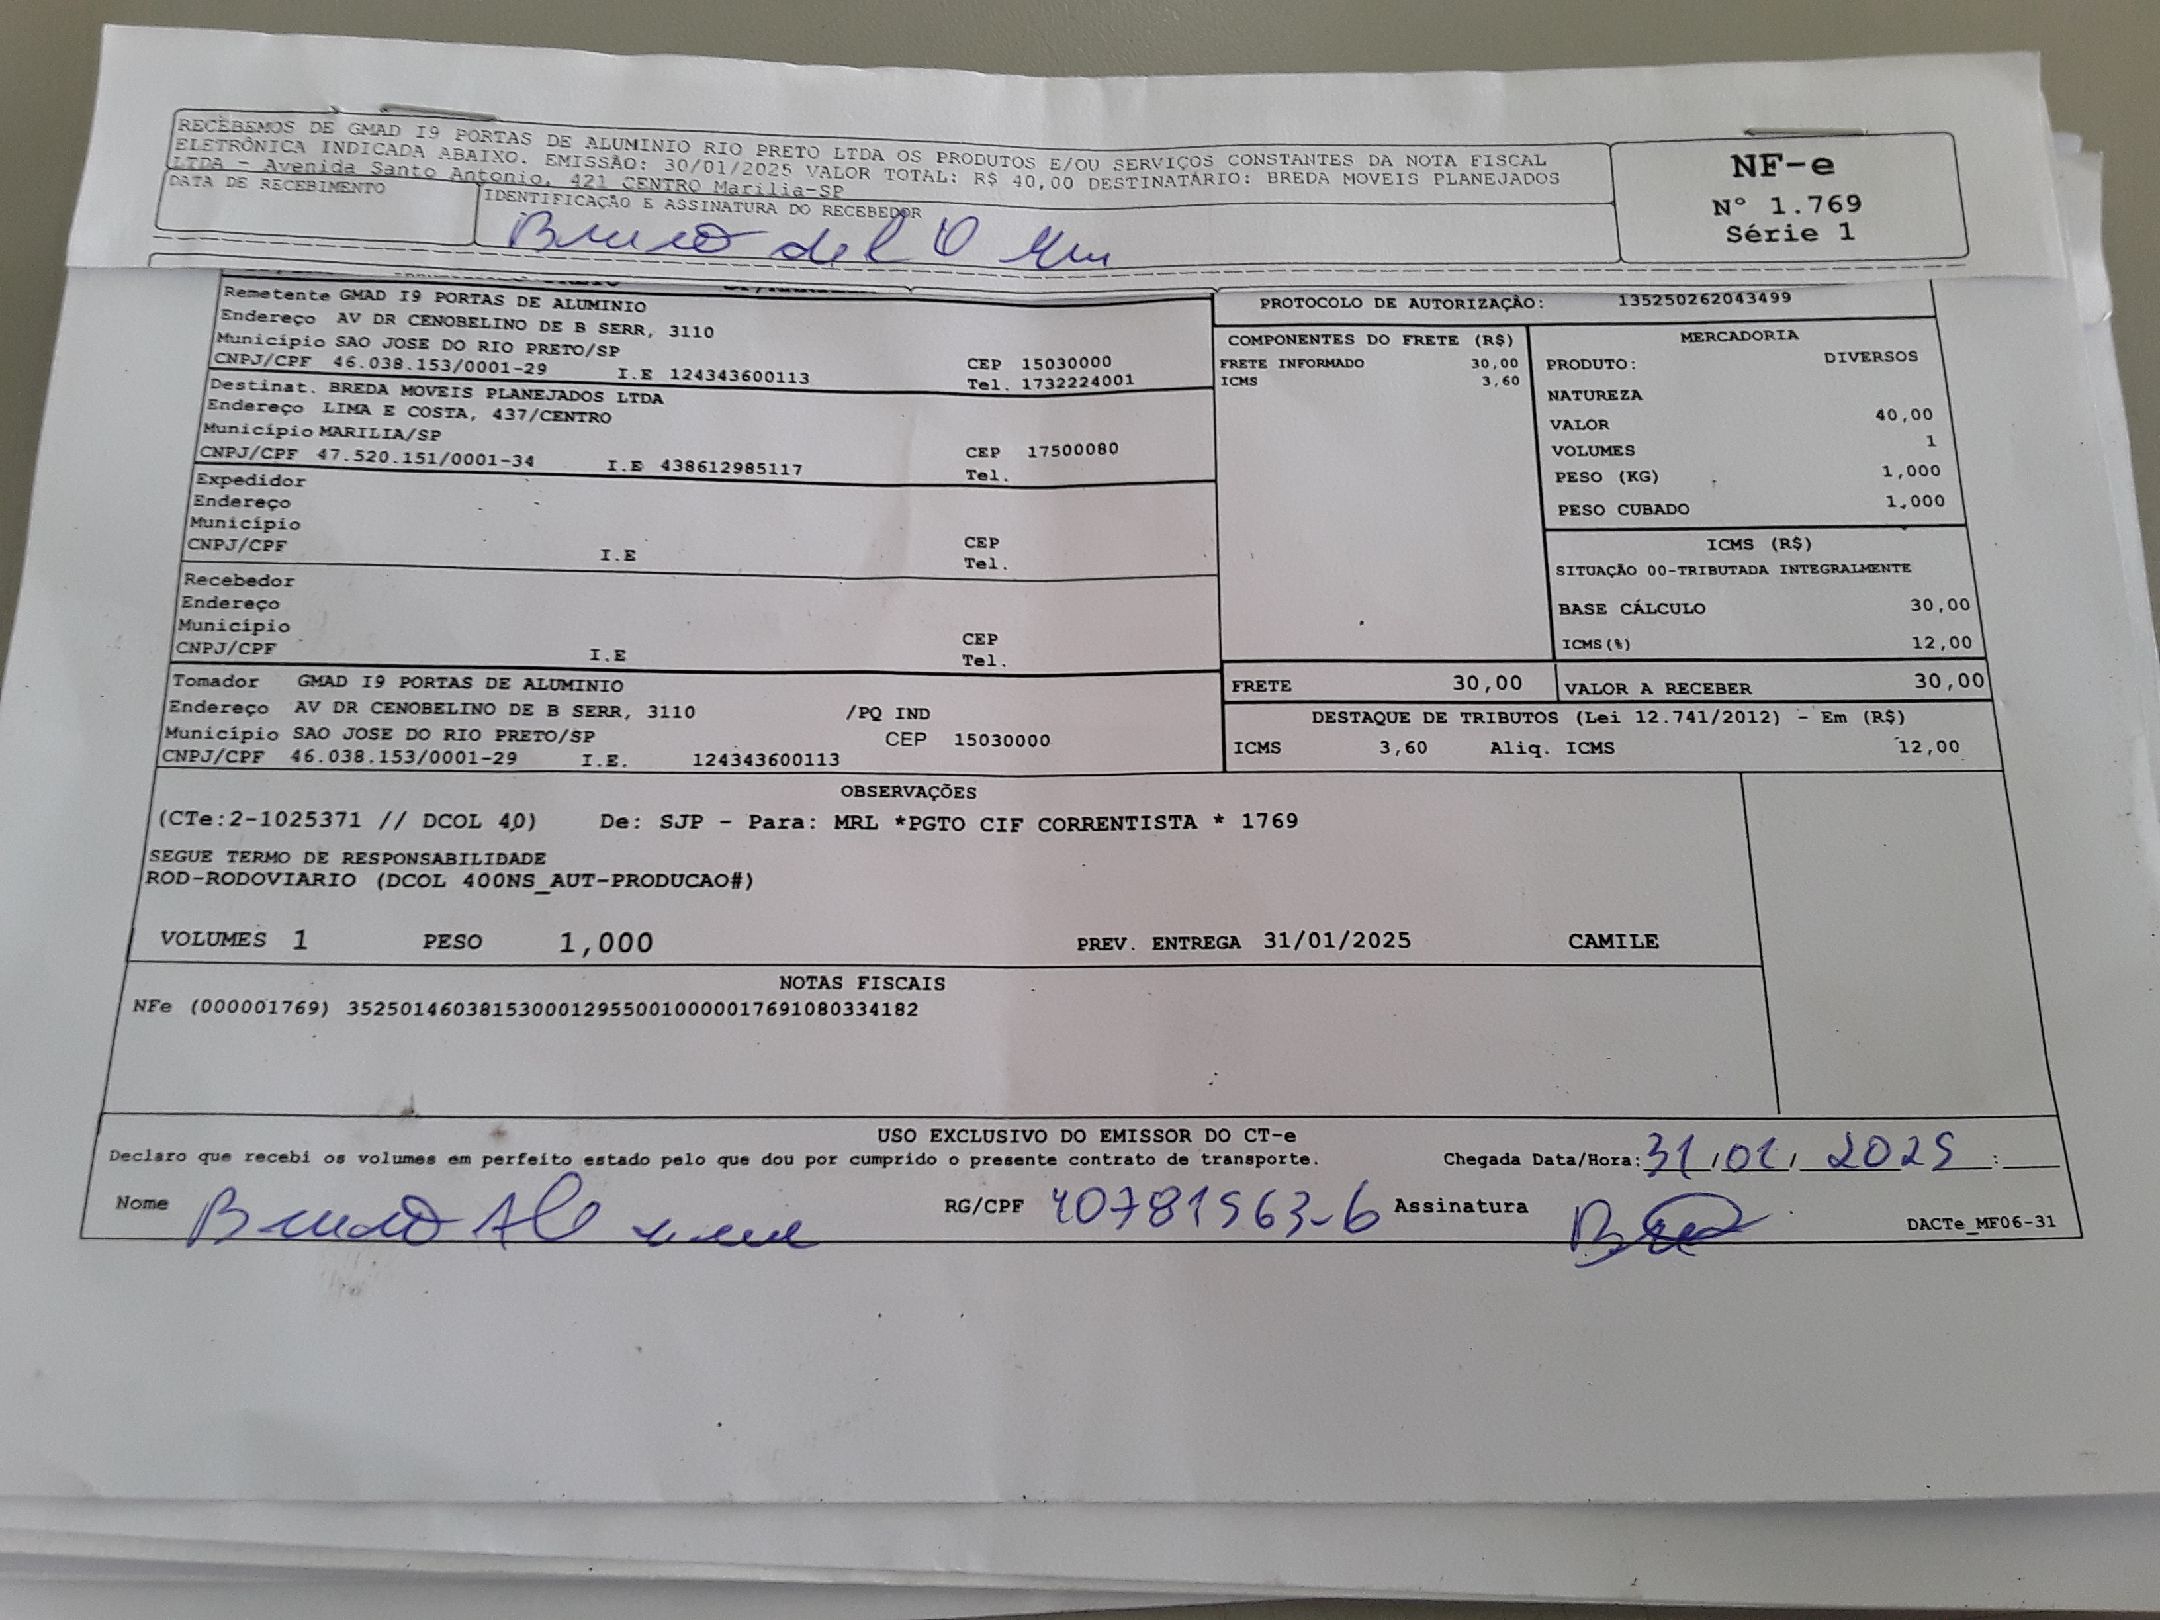 RECEBEMOS DE GMAD I9 PORTAS DE ALUMINIO RIO PRETO LTDA OS PRODUTOS E/OU SERVIÇOS CONSTANTES DA NOTA FISCAL
ELETRÔNICA INDICADA ABAIXO. EMISSÃO: 30/01/2025 VALOR TOTAL: R$ 40,00 DESTINATÁRIO: BREDA MOVEIS PLANEJADOS
LTDA - Avenida Santo Antonio, 421 CENTRO Marilia-SP
DATA DE RECEBIMENTO
IDENTIFICAÇÃO E ASSINATURA DO RECEBEDOR
Bruno
NF-e
Nº 1.769
Série 1
Remetente GMAD I9 PORTAS DE ALUMINIO
Endereço AV DR CENOBELINO DE B SERR, 3110
Município SAO JOSE DO RIO PRETO/SP
CEP 15030000
CNPJ/CPF 46.038.153/0001-29 I.E 124343600113 Tel. 1732224001
Destinat. BREDA MOVEIS PLANEJADOS LTDA
Endereço LIMA E COSTA, 437/CENTRO
Município MARILIA/SP CEP 17500080
CNPJ/CPF 47.520.151/0001-34 I.E 438612985117 Tel.
Expedidor
Endereço
Município CEP
CNPJ/CPF I.E Tel.
Recebedor
Endereço
Município CEP
CNPJ/CPF I.E Tel.
Tomador GMAD I9 PORTAS DE ALUMINIO
Endereço AV DR CENOBELINO DE B SERR, 3110 /PQ IND
Município SAO JOSE DO RIO PRETO/SP CEP 15030000
CNPJ/CPF 46.038.153/0001-29 I.E. 124343600113
PROTOCOLO DE AUTORIZAÇÃO: 135250262043499
COMPONENTES DO FRETE (R$)
FRETE INFORMADO 30,00
ICMS 3,60
MERCADORIA
PRODUTO: DIVERSOS
NATUREZA
VALOR 40,00
VOLUMES 1
PESO (KG) 1,000
PESO CUBADO 1,000
ICMS (R$)
SITUAÇÃO 00-TRIBUTADA INTEGRALMENTE
BASE CÁLCULO 30,00
ICMS(%) 12,00
FRETE 30,00 VALOR A RECEBER 30,00
DESTAQUE DE TRIBUTOS (Lei 12.741/2012) - Em (R$)
ICMS 3,60 Aliq. ICMS 12,00
OBSERVAÇÕES
(CTe:2-1025371 // DCOL 40) De: SJP - Para: MRL *PGTO CIF CORRENTISTA * 1769
SEGUE TERMO DE RESPONSABILIDADE
ROD-RODOVIARIO (DCOL 400NS_AUT-PRODUCAO#)
VOLUMES 1 PESO 1,000 PREV. ENTREGA 31/01/2025 CAMILE
NOTAS FISCAIS
NFe (000001769) 35250146038153000129550010000017691080334182
USO EXCLUSIVO DO EMISSOR DO CT-e
Declaro que recebi os volumes em perfeito estado pelo que dou por cumprido o presente contrato de transporte. Chegada Data/Hora: 31/01/2025 :
Nome Bruno RG/CPF 40781563-6 Assinatura
DACTe_MF06-31